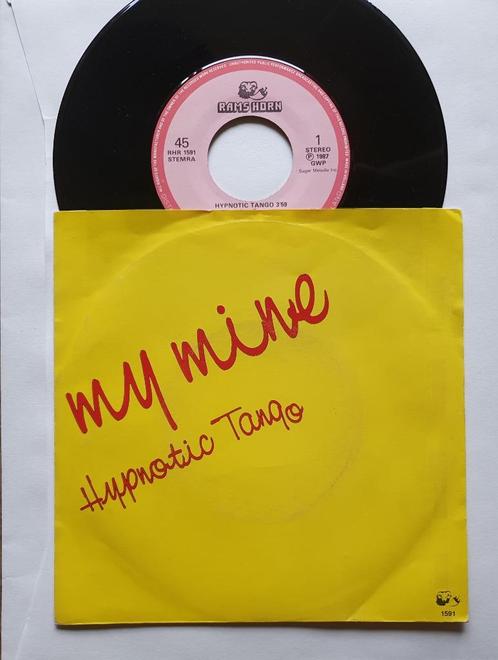 RAMS HORN
45
RHR 1591
STEMRA
1
STEREO
Ⓟ 1987
GWP
HYPNOTIC TANGO 3'59
my mine
Hypnotic Tango
1591